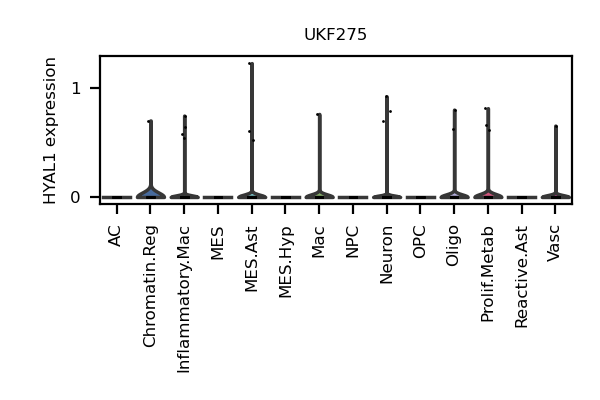 UKF275
HYAL1 expression
1
0
AC
Chromatin.Reg
Inflammatory.Mac
MES
MES.Ast
MES.Hyp
Mac
NPC
Neuron
OPC
Oligo
Prolif.Metab
Reactive.Ast
Vasc